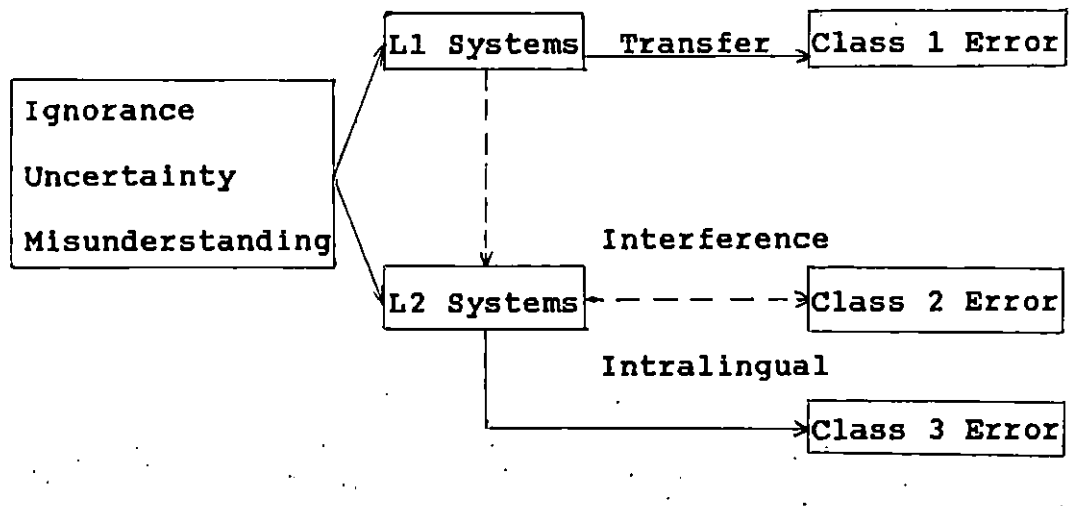 L1 Systems Transfer Class 1 Error
Ignorance
Uncertainty
Misunderstanding
Interference
L2 Systems Class 2 Error
Intralingual
Class 3 Error